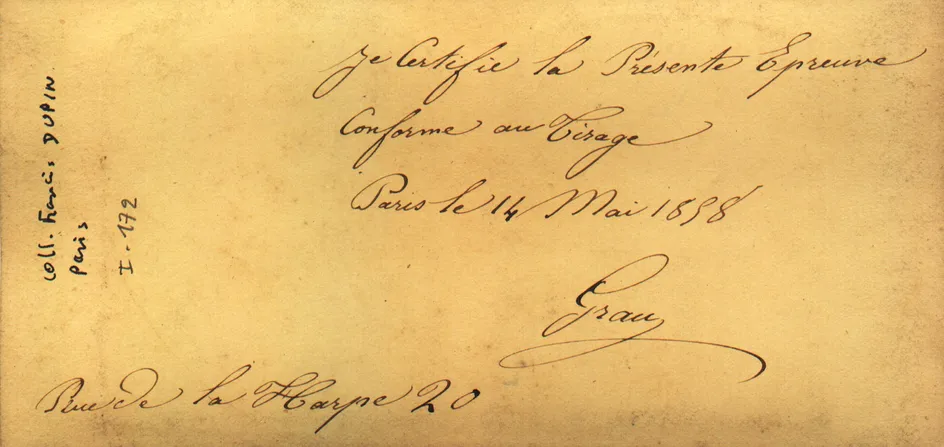 Je Certifie la Présente Epreuve
Conforme au Tirage
Paris le 14 Mai 1858
Grau
Rue de la Harpe 20
Coll. Francis DUPIN
Paris
I-172